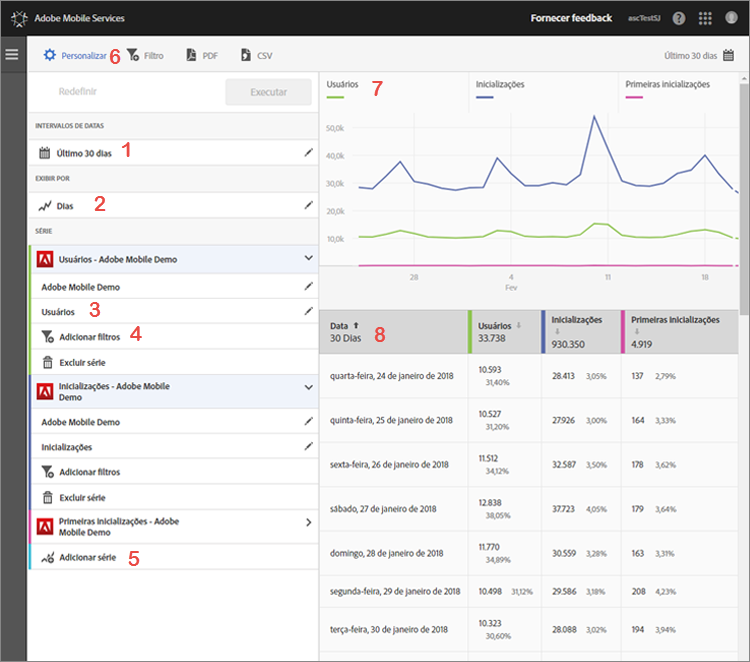 Adobe Mobile Services
Fornecer feedback
ascTestSJ
?
Personalizar 6
Filtro
PDF
CSV
Último 30 dias
Redefinir
Executar
INTERVALOS DE DATAS
Último 30 dias 1
EXIBIR POR
Dias 2
SÉRIE
Usuários - Adobe Mobile Demo
Adobe Mobile Demo
Usuários 3
Adicionar filtros 4
Excluir série
Inicializações - Adobe Mobile
Demo
Adobe Mobile Demo
Inicializações
Adicionar filtros
Excluir série
Primeiras inicializações - Adobe
Mobile Demo
Adicionar série 5
Usuários 7
Inicializações
Primeiras inicializações
50,0k
40,0k
30,0k
20,0k
10,0k
28 4 11 18
Fev
Data 8
30 Dias
Usuários
33.738
Inicializações
930.350
Primeiras Inicializações
4.919
quarta-feira, 24 de janeiro de 2018 10.593 31,40% 28.413 3,05% 137 2,79%
quinta-feira, 25 de janeiro de 2018 10.527 31,20% 27.926 3,00% 164 3,33%
sexta-feira, 26 de janeiro de 2018 11.512 34,12% 32.587 3,50% 178 3,62%
sábado, 27 de janeiro de 2018 12.838 38,05% 37.723 4,05% 179 3,64%
domingo, 28 de janeiro de 2018 11.770 34,89% 30.559 3,28% 163 3,31%
segunda-feira, 29 de janeiro de 2018 10.498 31,12% 29.586 3,18% 208 4,23%
terça-feira, 30 de janeiro de 2018 10.323 30,60% 28.088 3,02% 194 3,94%